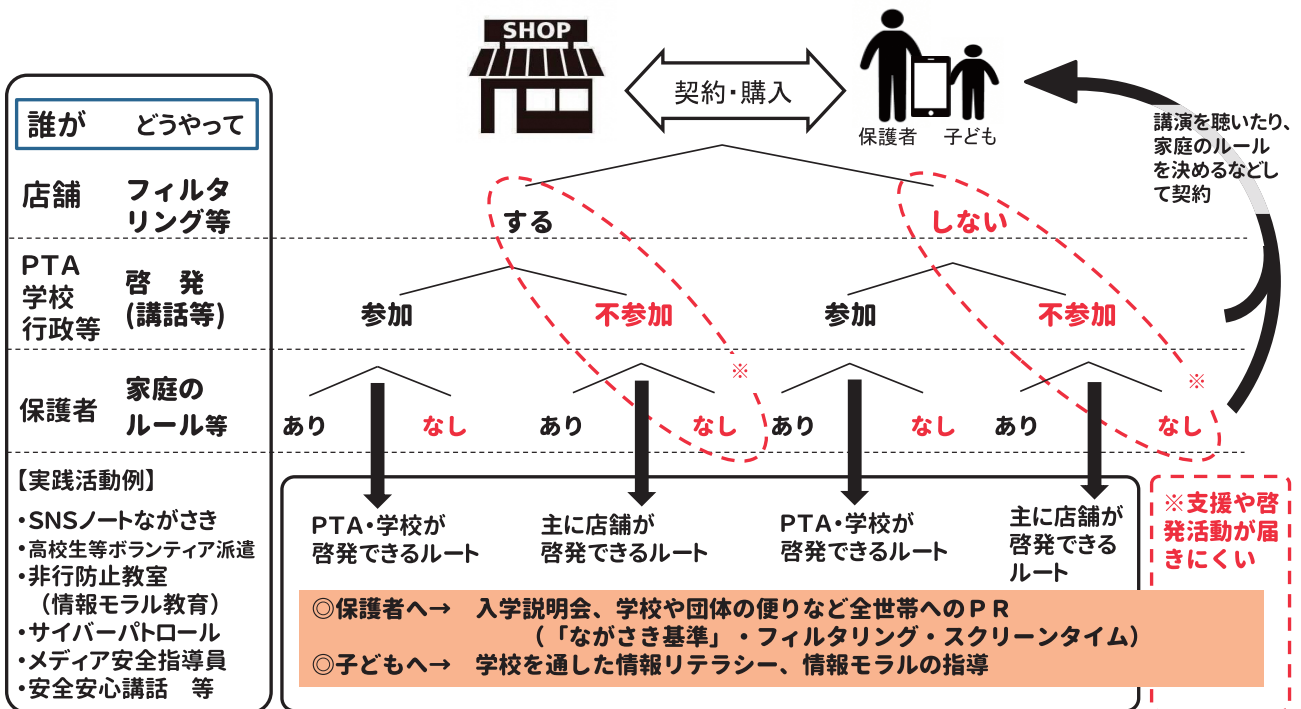 SHOP
契約・購入
保護者 子ども
講演を聴いたり、
家庭のルール
を決めるなどし
て契約
誰が どうやって
店舗 フィルタ
リング等
する しない
PTA
学校
行政等
啓 発
(講話等)
参加 不参加 参加 不参加
※ ※
保護者
家庭の
ルール等
あり なし あり なし あり なし あり なし
【実践活動例】
・SNSノートながさき
・高校生等ボランティア派遣
・非行防止教室
（情報モラル教育）
・サイバーパトロール
・メディア安全指導員
・安全安心講話 等
PTA・学校が
啓発できるルート
主に店舗が
啓発できるルート
PTA・学校が
啓発できるルート
主に店舗が
啓発できる
ルート
※支援や啓
発活動が届
きにくい
◎保護者へ→ 入学説明会、学校や団体の便りなど全世帯へのＰＲ
（「ながさき基準」・フィルタリング・スクリーンタイム）
◎子どもへ→ 学校を通した情報リテラシー、情報モラルの指導